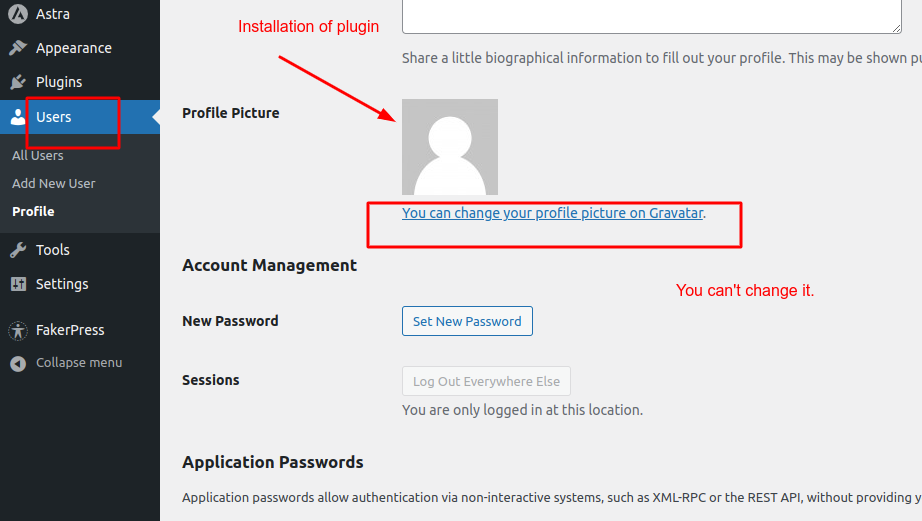 Astra
Appearance
Plugins
Users
All Users
Add New User
Profile
Tools
Settings
FakerPress
Collapse menu
Installation of plugin
Share a little biographical information to fill out your profile. This may be shown
Profile Picture
You can change your profile picture on Gravatar.
Account Management
You can't change it.
New Password
Set New Password
Sessions
Log Out Everywhere Else
You are only logged in at this location.
Application Passwords
Application passwords allow authentication via non-interactive systems, such as XML-RPC or the REST API, without providing